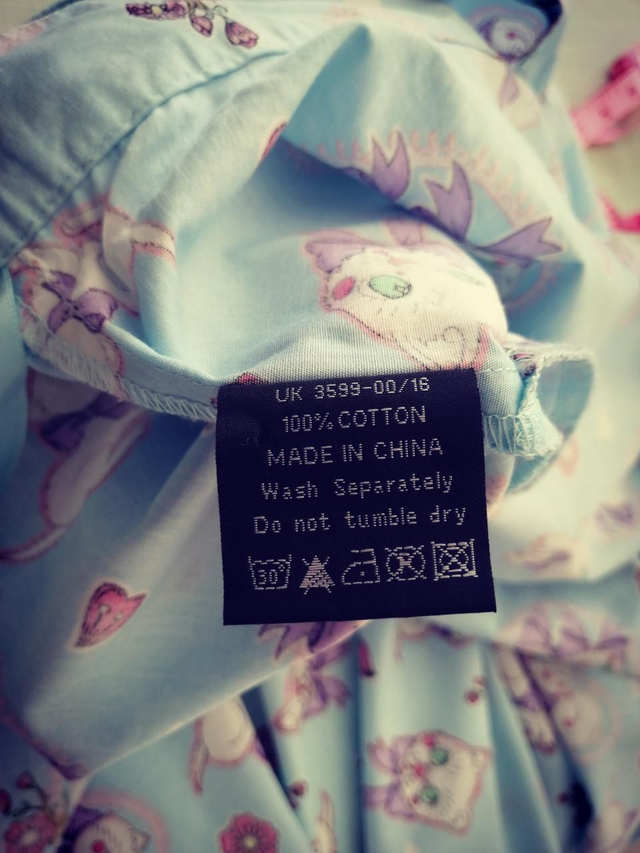 UK 3599-00/16
100% COTTON
MADE IN CHINA
Wash Separately
Do not tumble dry
30°